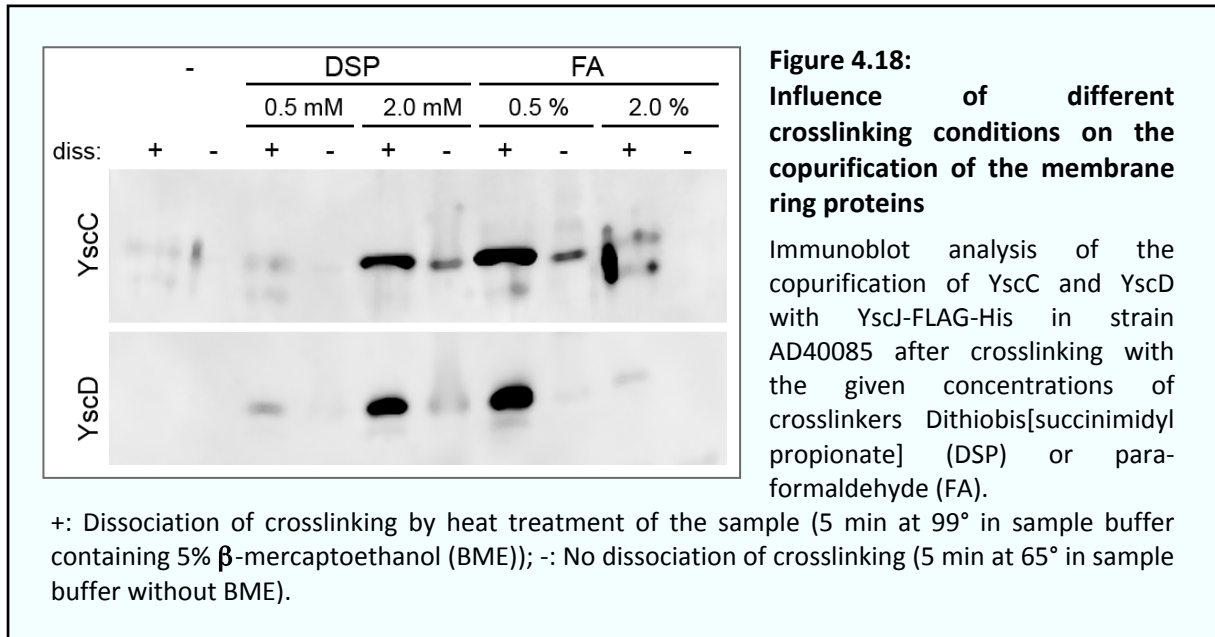 - DSP FA
0.5 mM 2.0 mM 0.5 % 2.0 %
diss: + - + - + - + - + -
YscC
YscD
Figure 4.18:
Influence of different
crosslinking conditions on the
copurification of the membrane
ring proteins
Immunoblot analysis of the
copurification of YscC and YscD
with YscJ-FLAG-His in strain
AD40085 after crosslinking with
the given concentrations of
crosslinkers Dithiobis[succinimidyl
propionate] (DSP) or para-
formaldehyde (FA).
+: Dissociation of crosslinking by heat treatment of the sample (5 min at 99° in sample buffer
containing 5% β-mercaptoethanol (BME)); -: No dissociation of crosslinking (5 min at 65° in sample
buffer without BME).